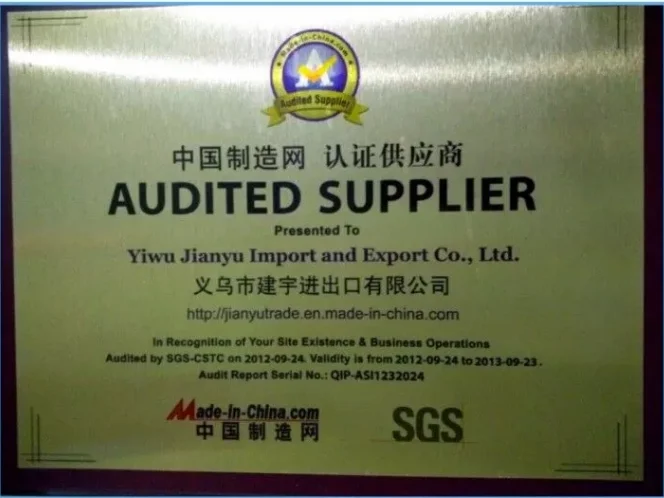 Made-in-China.com
A
Audited Supplier
中国制造网 认证供应商
AUDITED SUPPLIER
Presented To
Yiwu Jianyu Import and Export Co., Ltd.
义乌市建宇进出口有限公司
http://jianyutrade.en.made-in-china.com
In Recognition of Your Site Existence & Business Operations
Audited by SGS-CSTC on 2012-09-24. Validity is from 2012-09-24 to 2013-09-23.
Audit Report Serial No.: QIP-ASI1232024
Made-in-China.com
中国制造网
SGS